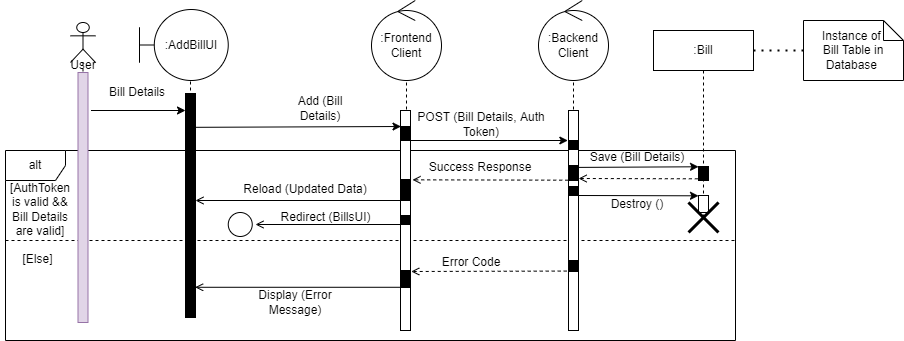 User
:AddBillUI
:Frontend
Client
:Backend
Client
:Bill
Instance of
Bill Table in
Database
Bill Details
Add (Bill
Details)
POST (Bill Details, Auth
Token)
alt
[AuthToken
is valid &&
Bill Details
are valid]
Save (Bill Details)
Success Response
Reload (Updated Data)
Destroy ()
Redirect (BillsUI)
[Else]
Error Code
Display (Error
Message)